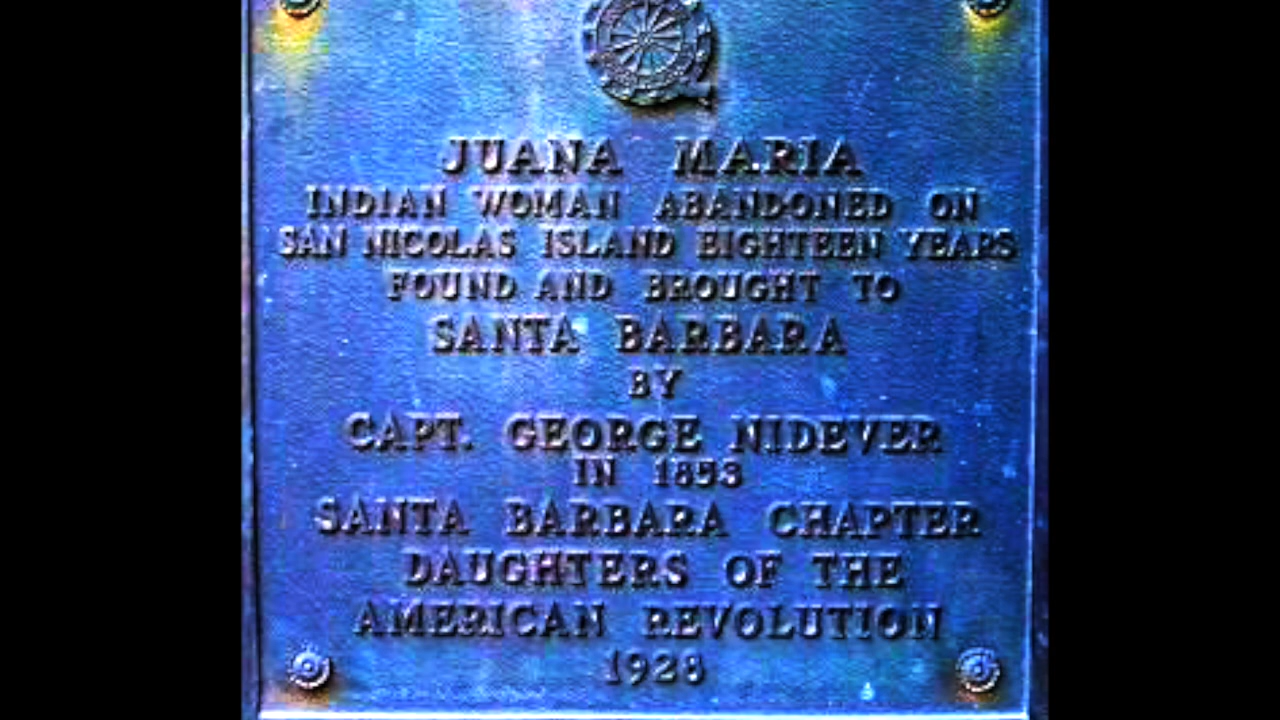 JUANA MARIA
INDIAN WOMAN ABANDONED ON
SAN NICOLAS ISLAND EIGHTEEN YEARS
FOUND AND BROUGHT TO
SANTA BARBARA
BY
CAPT. GEORGE NIDEVER
IN 1853
SANTA BARBARA CHAPTER
DAUGHTERS OF THE
AMERICAN REVOLUTION
1928